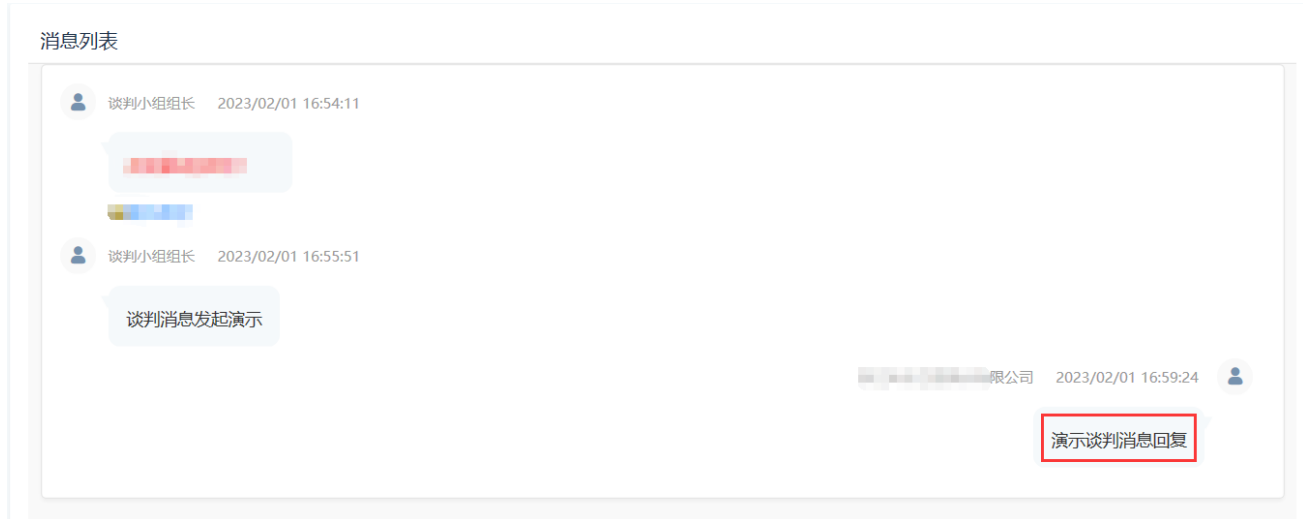 消息列表
谈判小组组长 2023/02/01 16:54:11
谈判小组组长 2023/02/01 16:55:51
谈判消息发起演示
限公司 2023/02/01 16:59:24
演示谈判消息回复